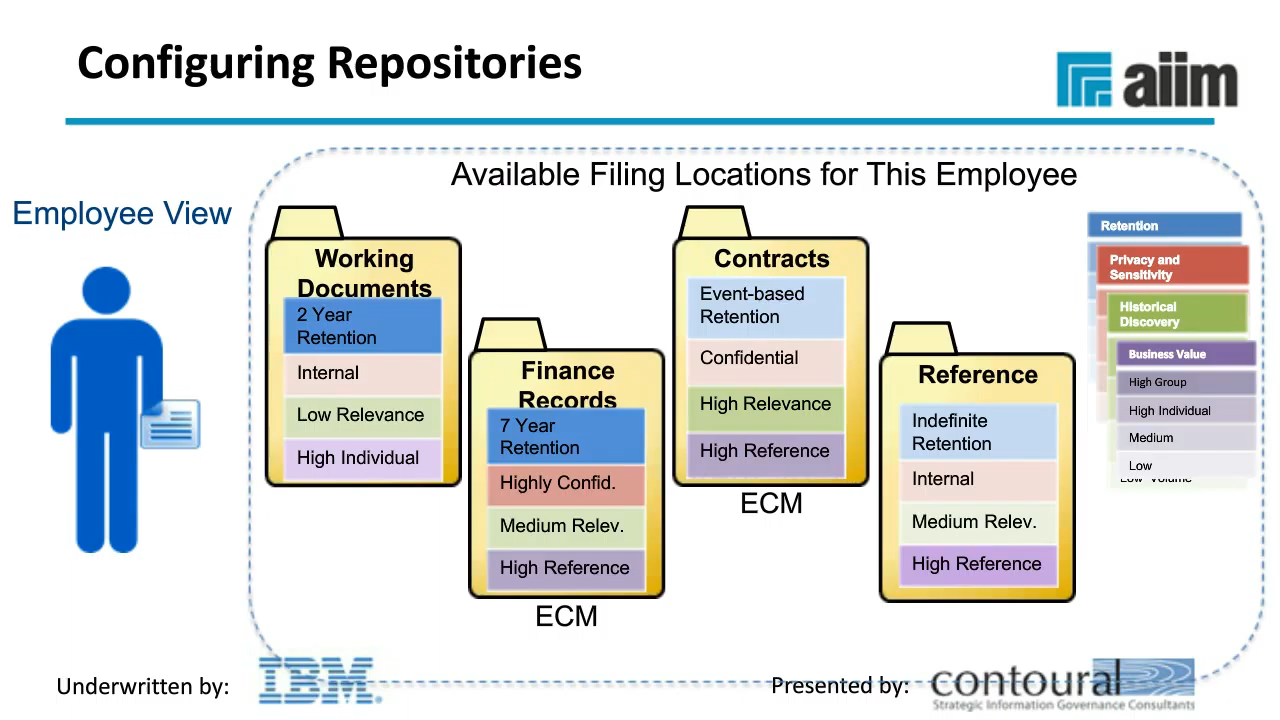 Configuring Repositories
aiim
Available Filing Locations for This Employee
Employee View
Working
Documents
2 Year
Retention
Internal
Low Relevance
High Individual
Finance
Records
7 Year
Retention
Highly Confid.
Medium Relev.
High Reference
ECM
Contracts
Event-based
Retention
Confidential
High Relevance
High Reference
ECM
Reference
Indefinite
Retention
Internal
Medium Relev.
High Reference
Retention
Privacy and
Sensitivity
Historical
Discovery
Business Value
High Group
High Individual
Medium
Low
Low Volume
Underwritten by:
IBM®
Presented by:
contoural
Strategic Information Governance Consultants